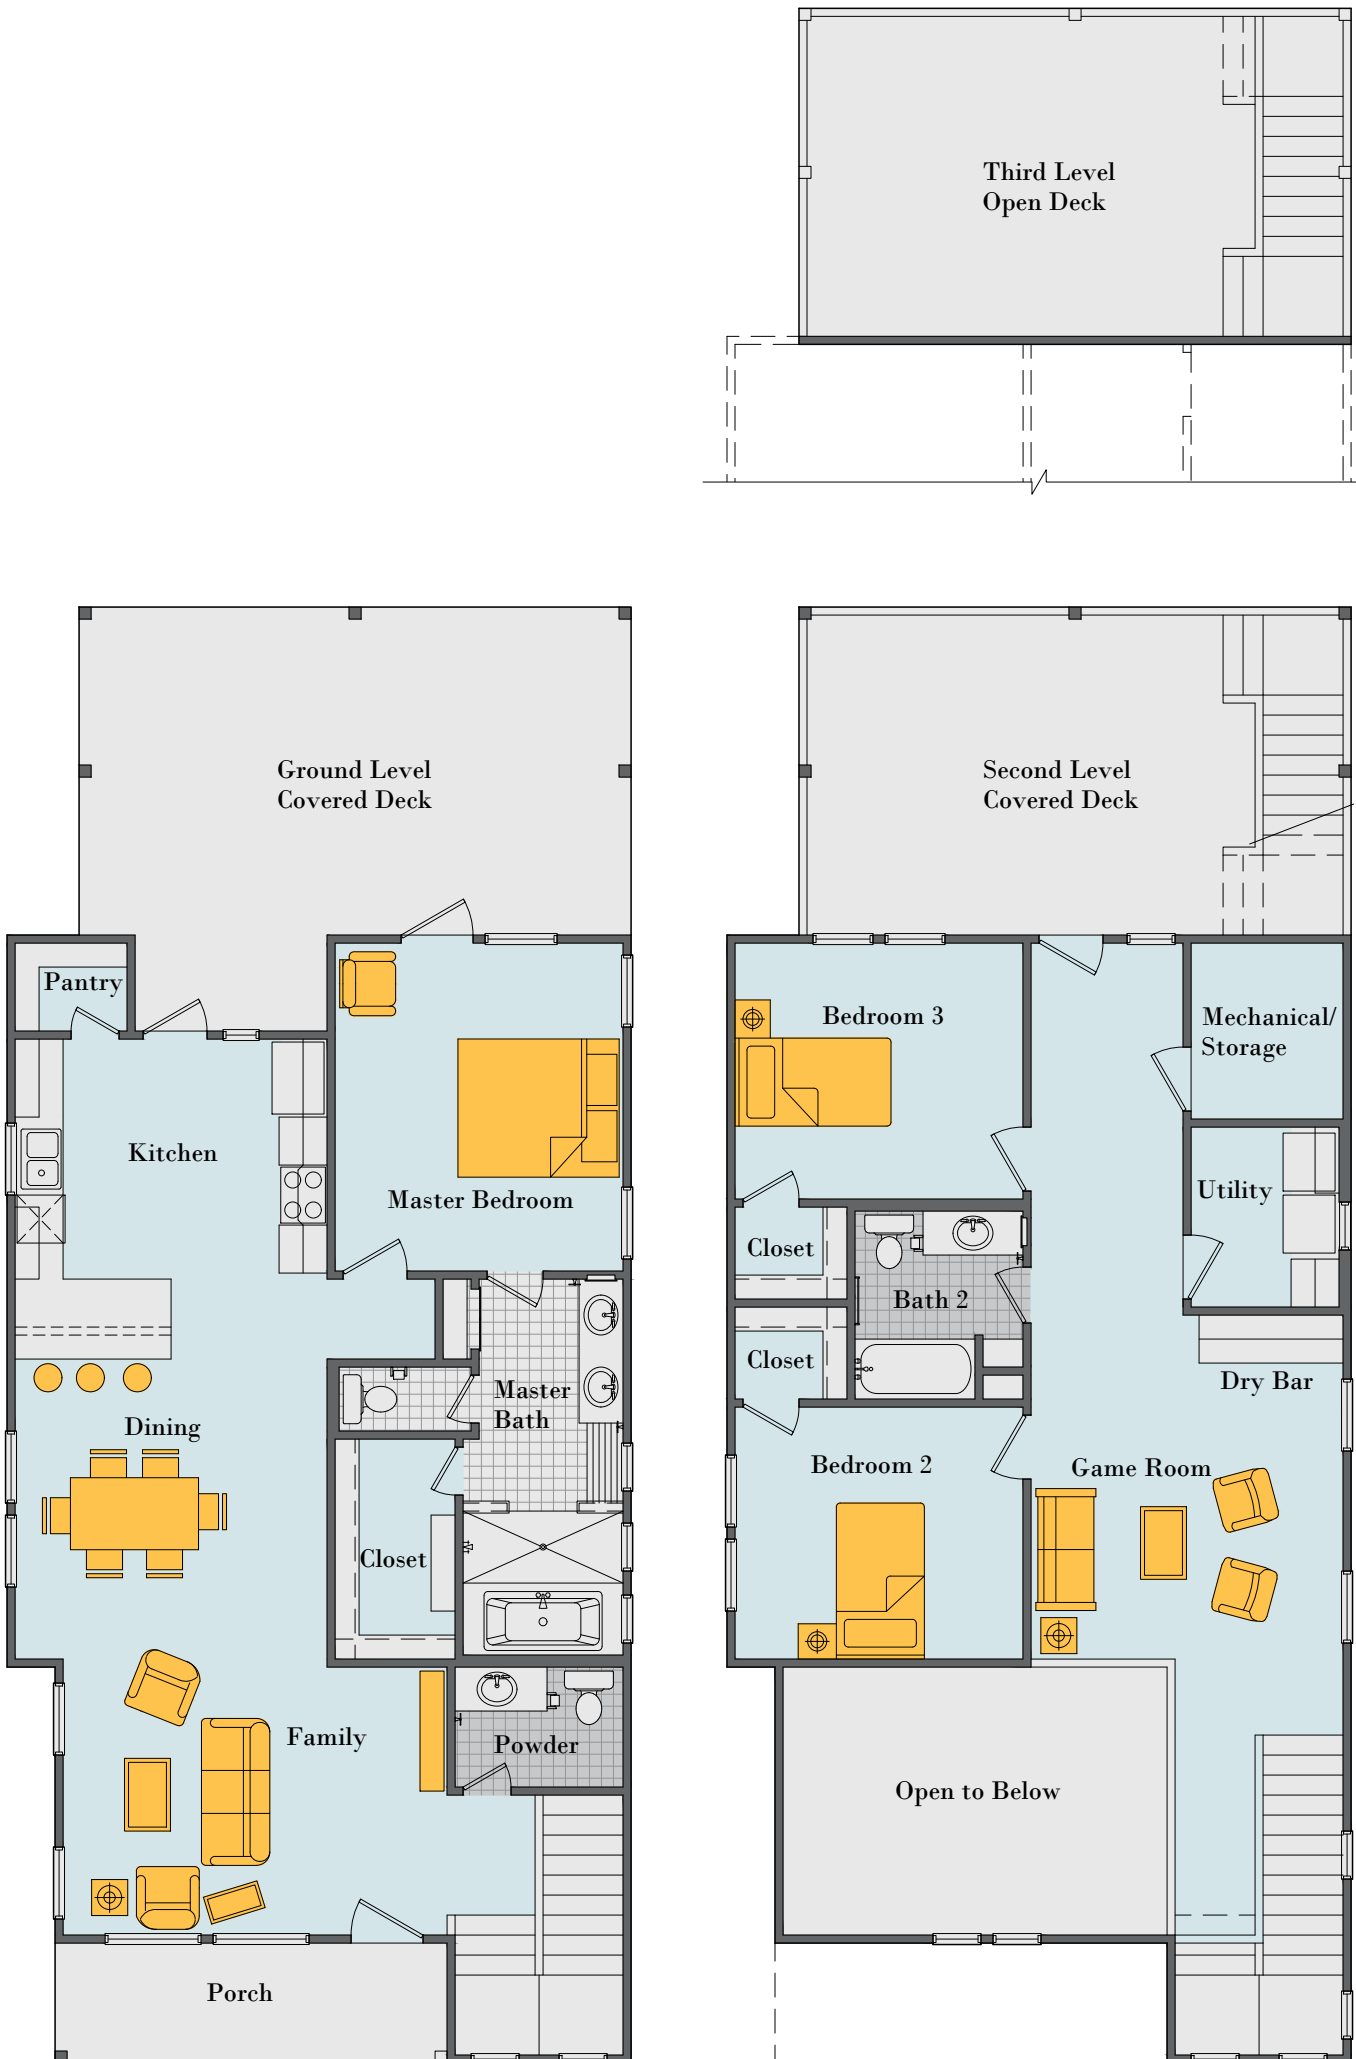 Third Level
Open Deck
Ground Level
Covered Deck
Second Level
Covered Deck
Pantry
Kitchen
Master Bedroom
Master
Bath
Dining
Closet
Family
Powder
Porch
Bedroom 3
Mechanical/
Storage
Utility
Closet
Bath 2
Closet
Dry Bar
Bedroom 2
Game Room
Open to Below